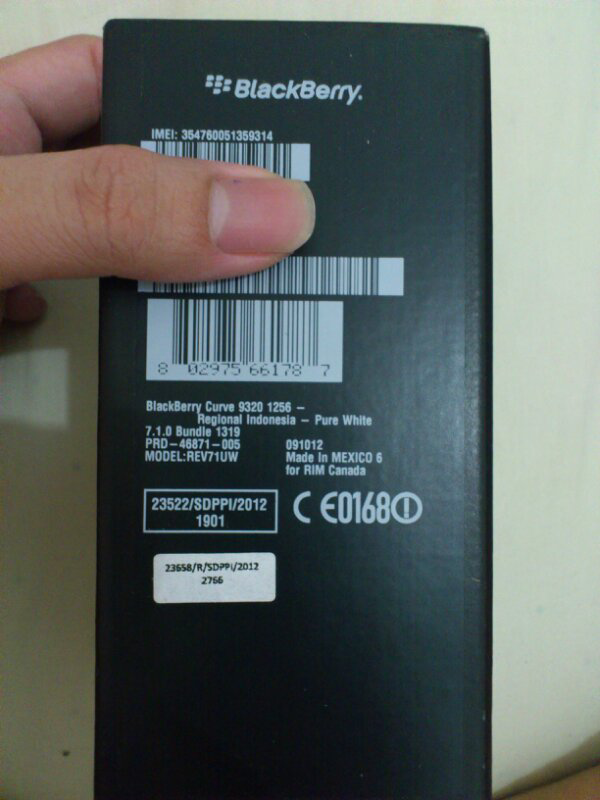 BlackBerry.
IMEI: 354760051359314
8 02975 66178 7
BlackBerry Curve 9320 1256 –
Regional Indonesia – Pure White
7.1.0 Bundle 1319
PRD–46871–005 091012
MODEL:REV71UW Made In MEXICO 6
for RIM Canada
23522/SDPPI/2012
1901
CE0168
23658/R/SDPPI/2012
2766